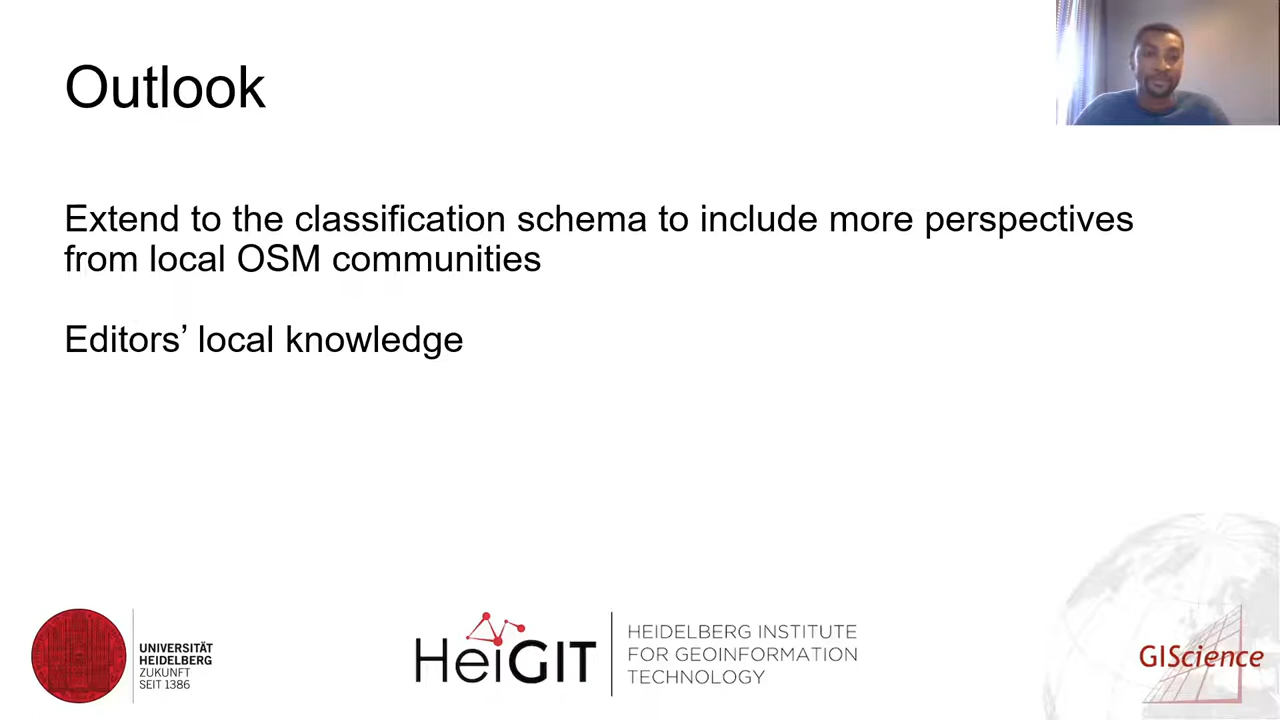 Outlook
Extend to the classification schema to include more perspectives
from local OSM communities
Editors’ local knowledge
UNIVERSITÄT
HEIDELBERG
ZUKUNFT
SEIT 1386
HeiGIT
HEIDELBERG INSTITUTE
FOR GEOINFORMATION
TECHNOLOGY
GIScience